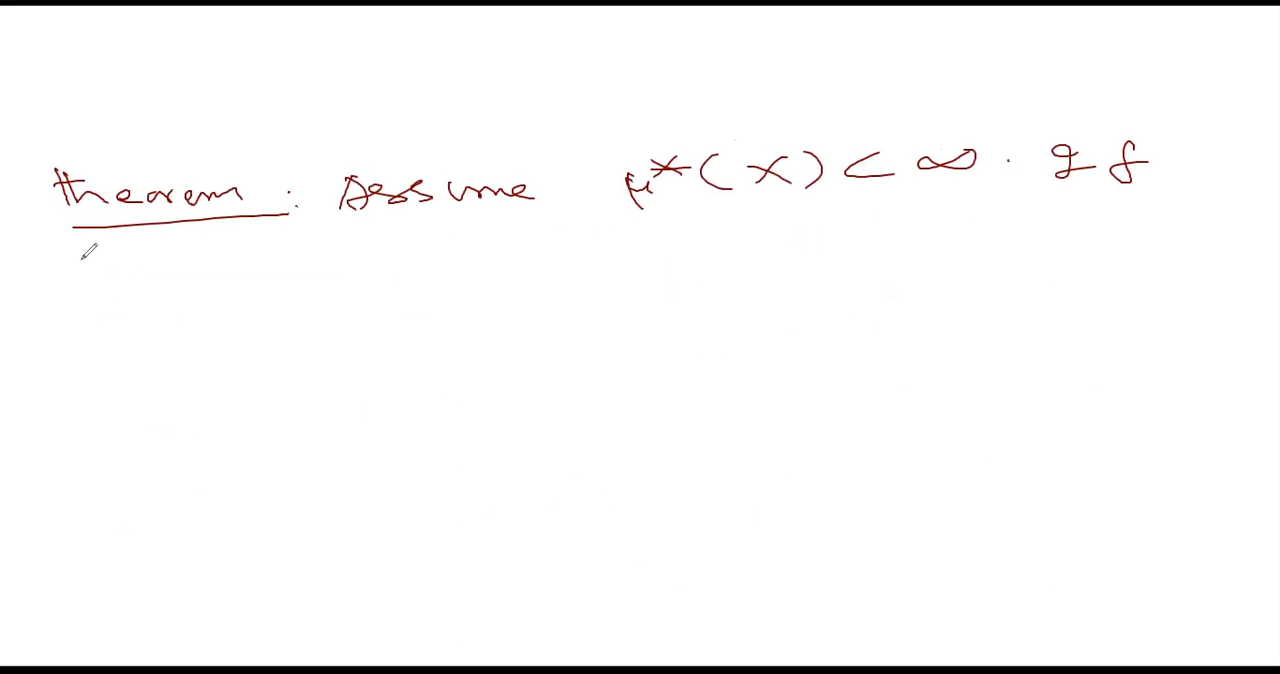 theorem : Assume μ*(X) < ∞ . If